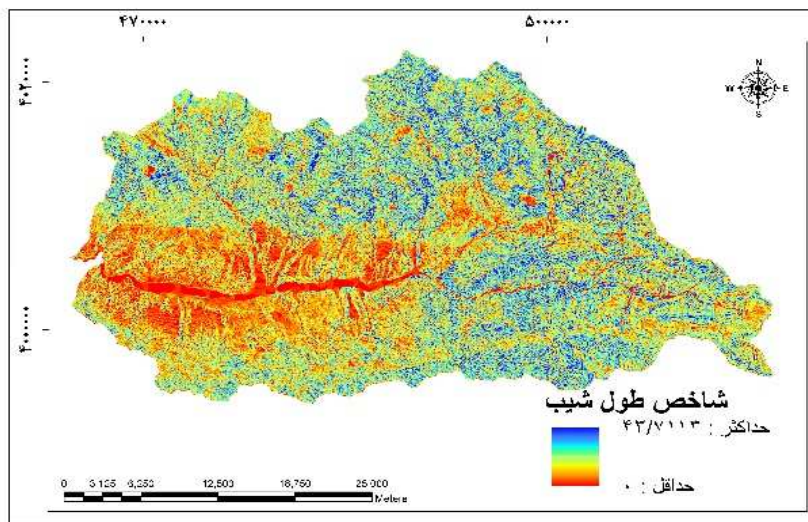 ۴۷۰۰۰۰ ۵۰۰۰۰۰
۴۰۲۰۰۰۰
N
W E
S
۴۰۰۰۰۰۰
شاخص طول شیب
حداکثر : ۴۳/۷۱۱۳
حداقل : ۰
0 3,125 6,250 12,500 18,750 25,000
Meters